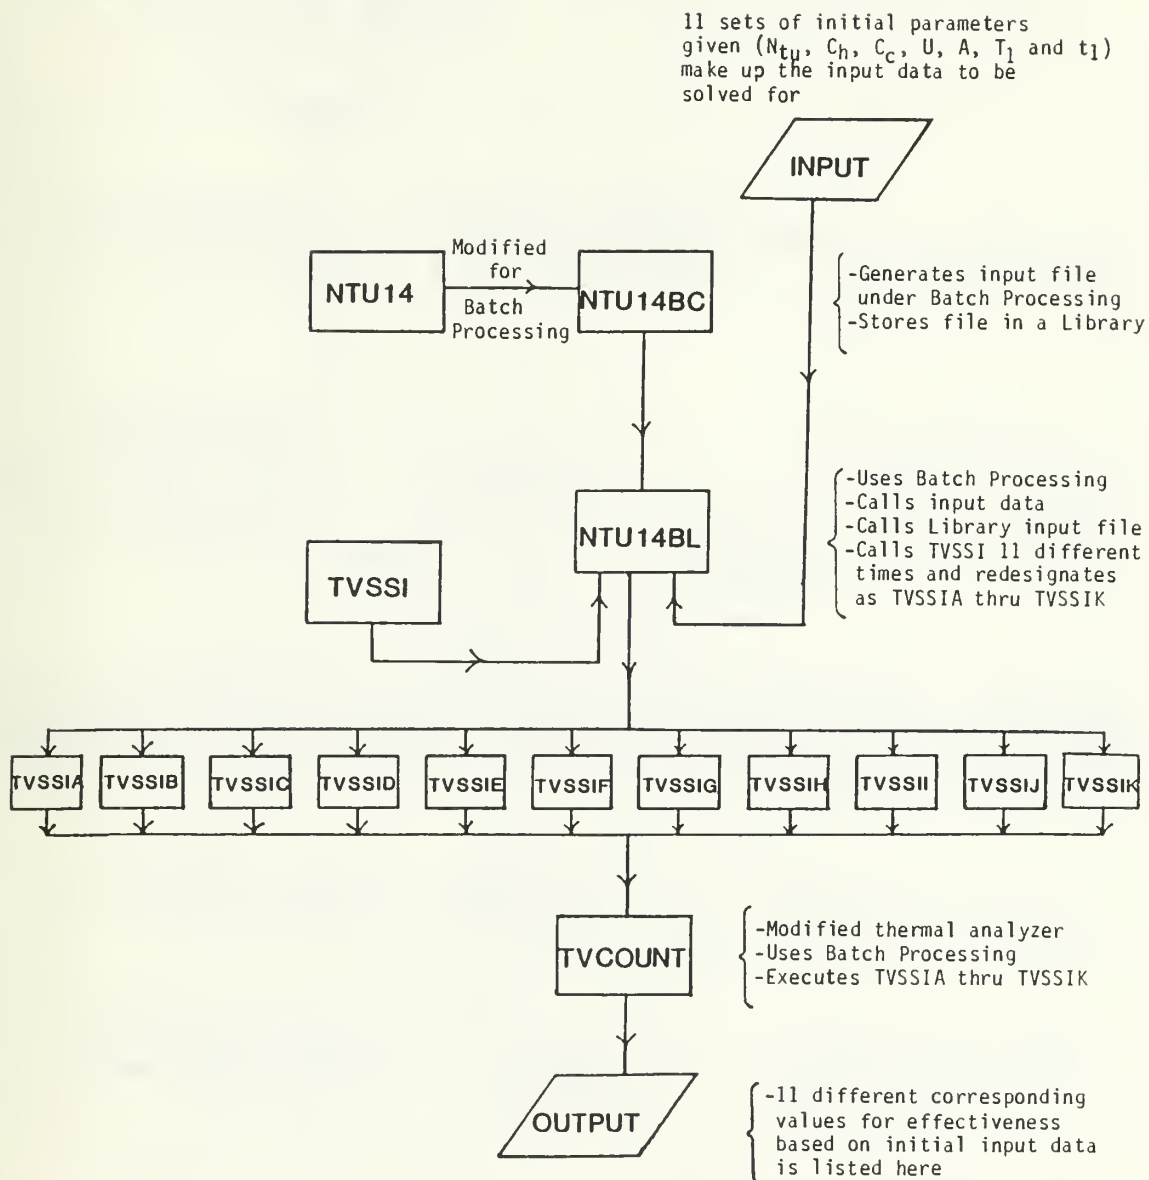 11 sets of initial parameters
given (Ntu, Ch, Cc, U, A, T1 and t1)
make up the input data to be
solved for
INPUT
NTU14
Modified
for
Batch
Processing
NTU14BC
-Generates input file
under Batch Processing
-Stores file in a Library
NTU14BL
-Uses Batch Processing
-Calls input data
-Calls Library input file
-Calls TVSSI 11 different
times and redesignates
as TVSSIA thru TVSSIK
TVSSI
TVSSIA TVSSIB TVSSIC TVSSID TVSSIE TVSSIF TVSSIG TVSSIH TVSSII TVSSIJ TVSSIK
TVCOUNT
-Modified thermal analyzer
-Uses Batch Processing
-Executes TVSSIA thru TVSSIK
OUTPUT
-11 different corresponding
values for effectiveness
based on initial input data
is listed here